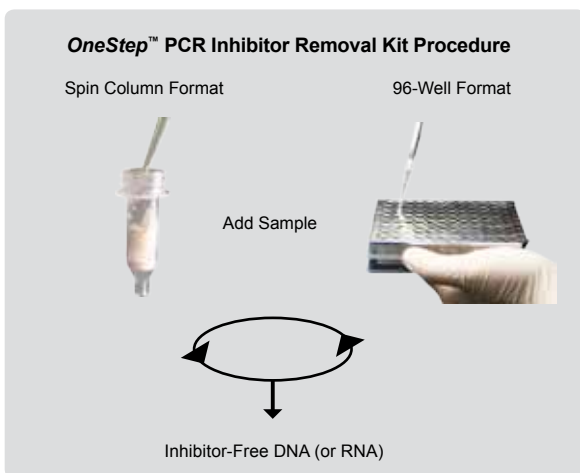 OneStep™ PCR Inhibitor Removal Kit Procedure
Spin Column Format
96-Well Format
Add Sample
Inhibitor-Free DNA (or RNA)